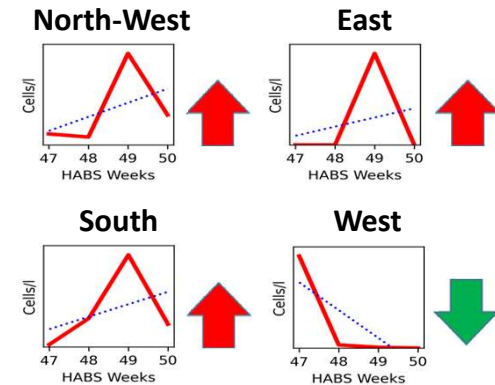 North-West
Cells/l
47 48 49 50
HABS Weeks
East
Cells/l
47 48 49 50
HABS Weeks
South
Cells/l
47 48 49 50
HABS Weeks
West
Cells/l
47 48 49 50
HABS Weeks